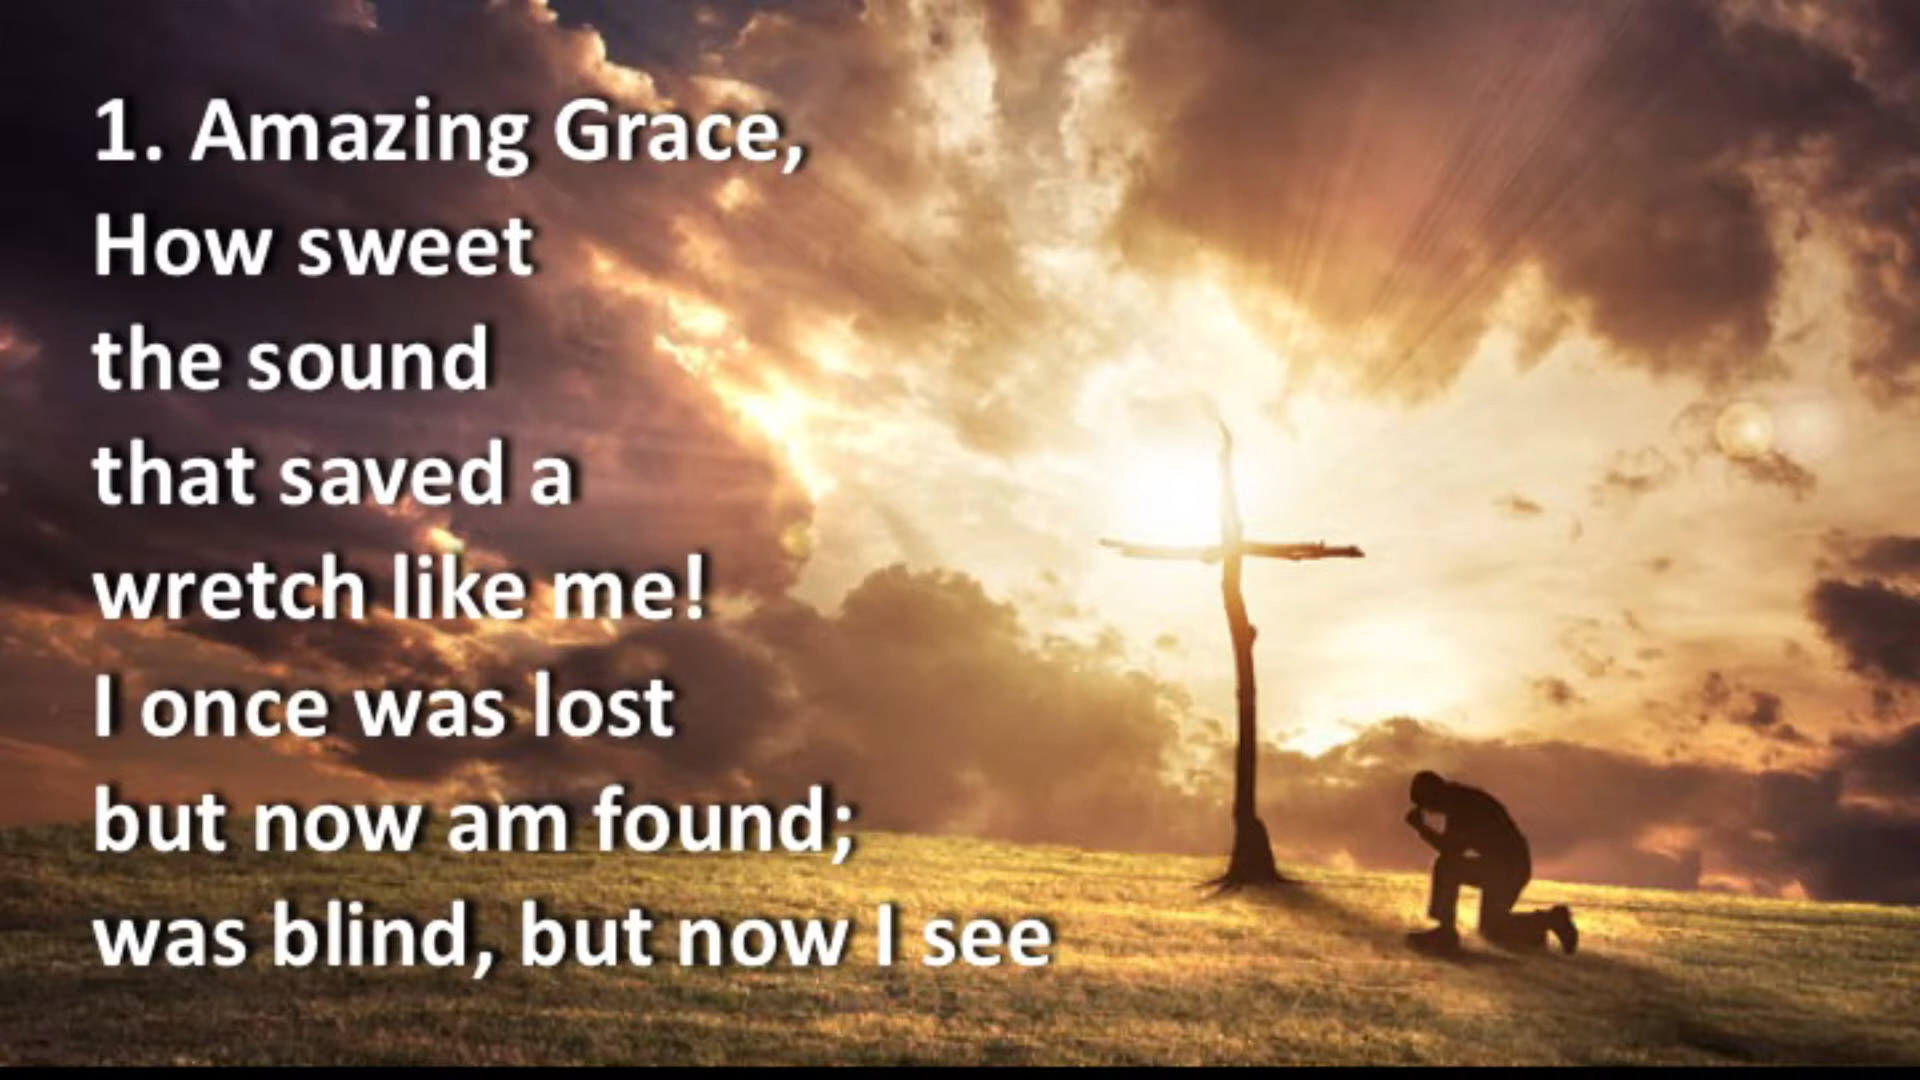 1. Amazing Grace,
How sweet
the sound
that saved a
wretch like me!
I once was lost
but now am found;
was blind, but now I see